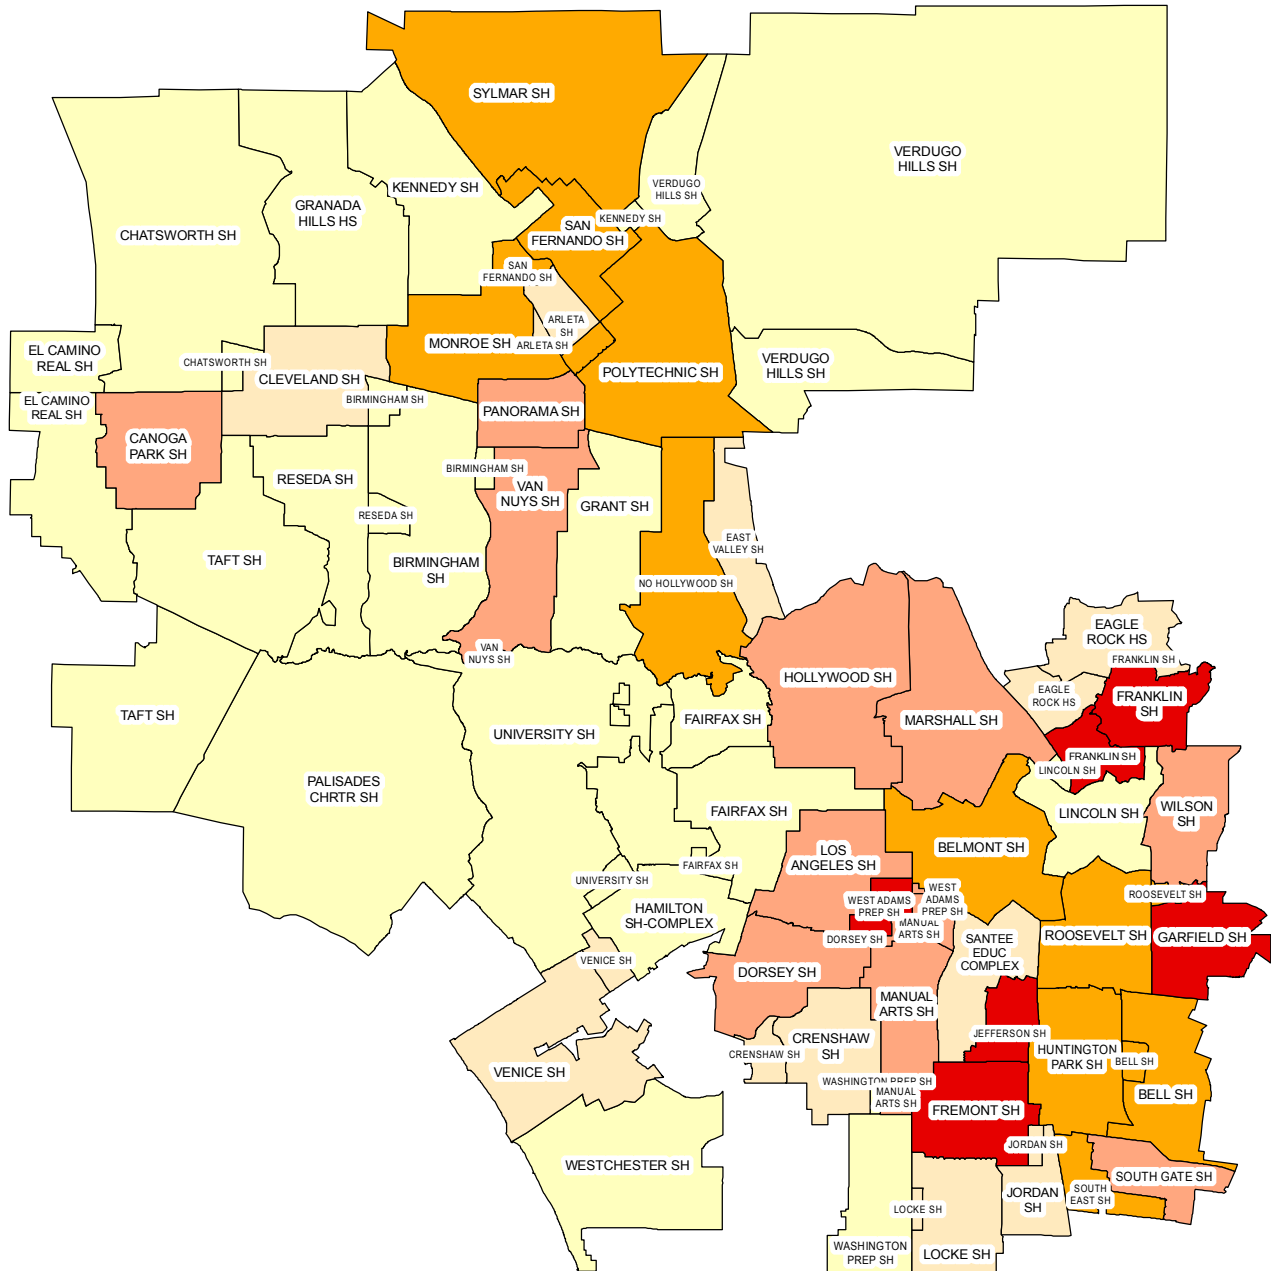 SYLMAR SH
VERDUGO
HILLS SH
VERDUGO
HILLS SH
KENNEDY SH
GRANADA
HILLS HS
KENNEDY SH
CHATSWORTH SH
SAN
FERNANDO SH
SAN
FERNANDO SH
ARLETA
SH
ARLETA SH
MONROE SH
EL CAMINO
REAL SH
CHATSWORTH SH
CLEVELAND SH
POLYTECHNIC SH
VERDUGO
HILLS SH
EL CAMINO
REAL SH
BIRMINGHAM SH
PANORAMA SH
CANOGA
PARK SH
RESEDA SH
BIRMINGHAM SH
VAN
NUYS SH
GRANT SH
RESEDA SH
EAST
VALLEY SH
TAFT SH
BIRMINGHAM
SH
NO HOLLYWOOD SH
VAN
NUYS SH
EAGLE
ROCK HS
FRANKLIN SH
HOLLYWOOD SH
EAGLE
ROCK HS
FRANKLIN
SH
TAFT SH
UNIVERSITY SH
FAIRFAX SH
MARSHALL SH
FRANKLIN SH
LINCOLN SH
PALISADES
CHRTR SH
FAIRFAX SH
LINCOLN SH
WILSON
SH
LOS
ANGELES SH
BELMONT SH
FAIRFAX SH
UNIVERSITY SH
WEST ADAMS
PREP SH
WEST
ADAMS
PREP SH
ROOSEVELT SH
HAMILTON
SH-COMPLEX
MANUAL
ARTS SH
DORSEY SH
SANTEE
EDUC
COMPLEX
ROOSEVELT SH
GARFIELD SH
VENICE SH
DORSEY SH
MANUAL
ARTS SH
JEFFERSON SH
CRENSHAW SH
CRENSHAW
SH
HUNTINGTON
PARK SH
BELL SH
VENICE SH
WASHINGTON PREP SH
MANUAL
ARTS SH
BELL SH
FREMONT SH
JORDAN SH
WESTCHESTER SH
SOUTH GATE SH
JORDAN
SH
SOUTH
EAST SH
LOCKE SH
WASHINGTON
PREP SH
LOCKE SH